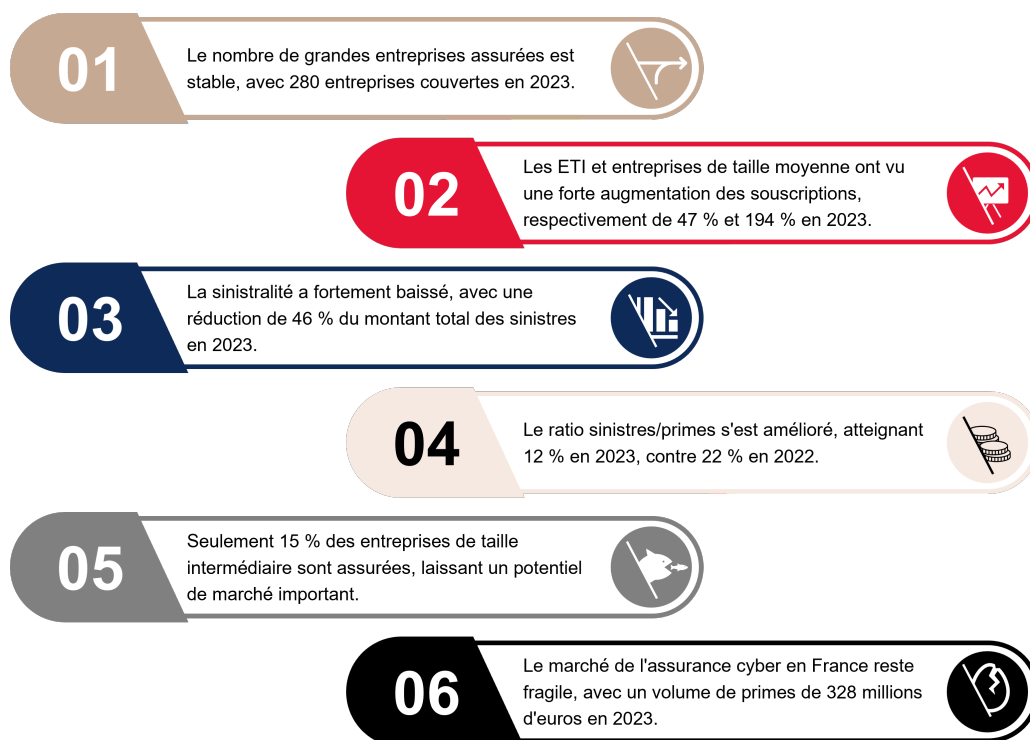 01
Le nombre de grandes entreprises assurées est
stable, avec 280 entreprises couvertes en 2023.
02
Les ETI et entreprises de taille moyenne ont vu
une forte augmentation des souscriptions,
respectivement de 47 % et 194 % en 2023.
03
La sinistralité a fortement baissé, avec une
réduction de 46 % du montant total des sinistres
en 2023.
04
Le ratio sinistres/primes s'est amélioré, atteignant
12 % en 2023, contre 22 % en 2022.
05
Seulement 15 % des entreprises de taille
intermédiaire sont assurées, laissant un potentiel
de marché important.
06
Le marché de l'assurance cyber en France reste
fragile, avec un volume de primes de 328 millions
d'euros en 2023.